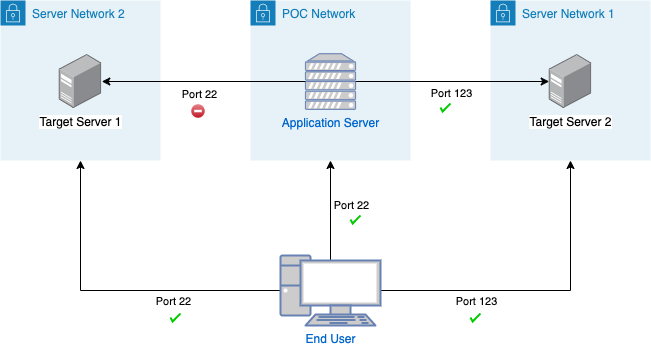 Server Network 2
POC Network
Server Network 1
Port 22
Port 123
Target Server 1
Application Server
Target Server 2
Port 22
Port 22
Port 123
End User